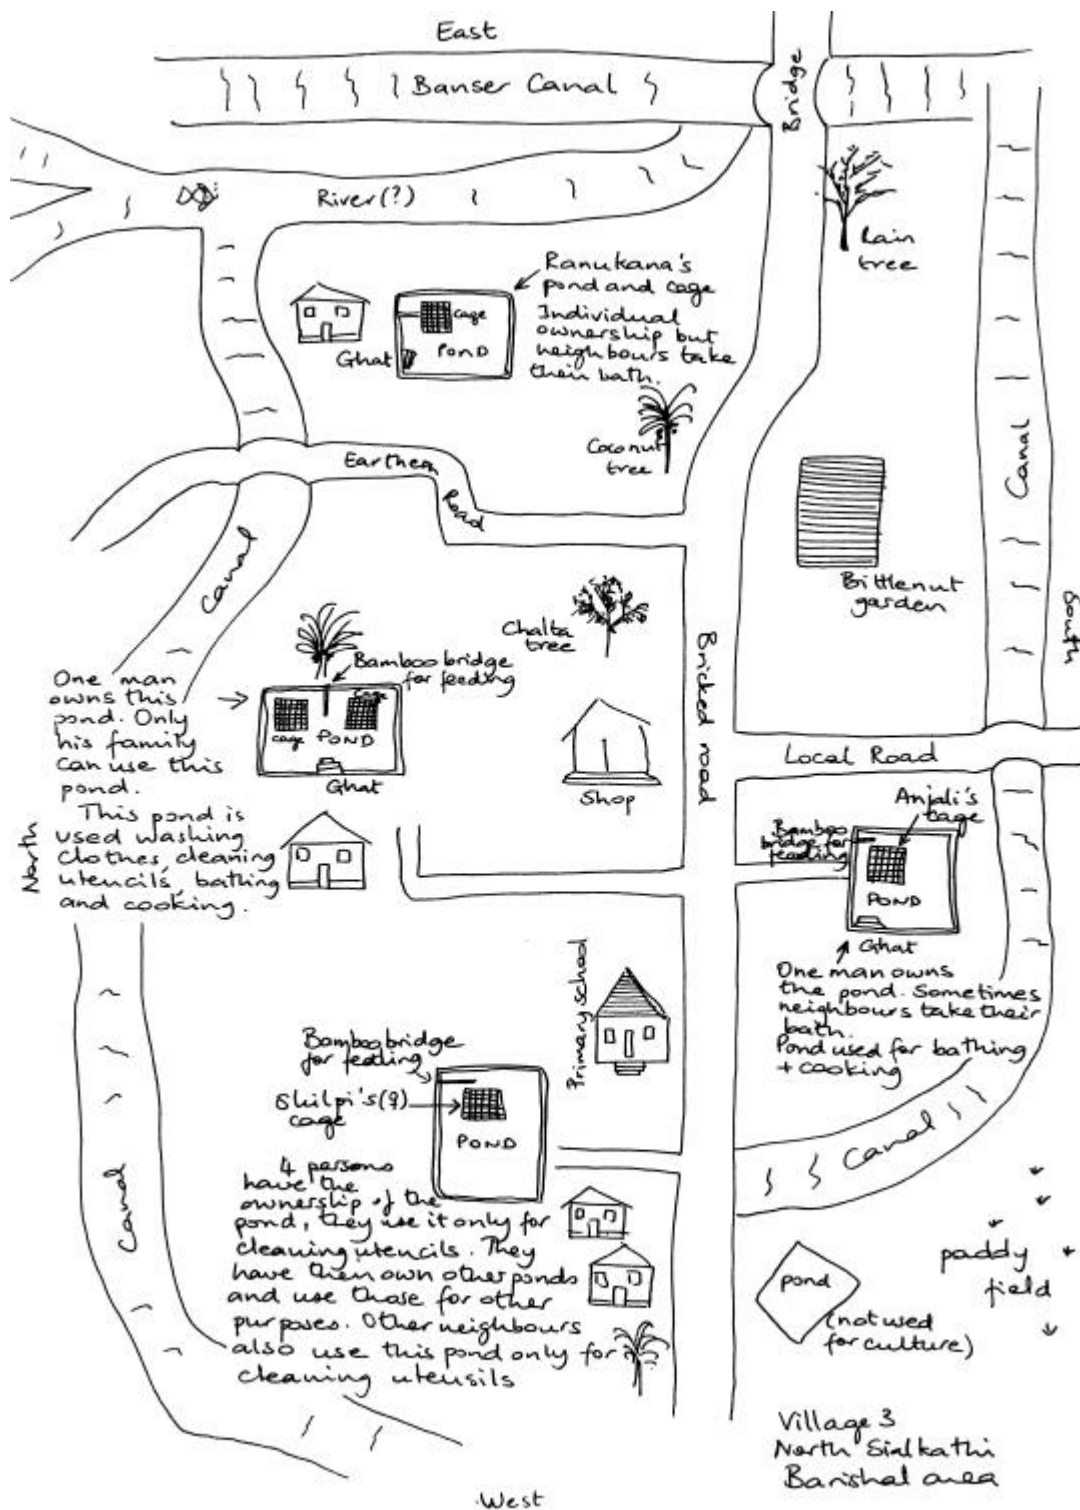 East
Banser Canal
Bridge
River(?)
Rain
tree
Ranukana's
pond and cage
Individual
ownership but
neighbours take
their bath.
cage
POND
Ghat
Coconut
tree
Earthen
Road
Canal
Canal
Bittlenut
garden
South
Chalta
tree
Bricked road
Bamboo bridge
for feeding
One man
owns this
pond. Only
his family
can use this
pond.
This pond is
used washing
clothes, cleaning
utencils, bathing
and cooking.
cage
cage
POND
Ghat
Shop
Local Road
North
Anjali's
cage
Bamboo
bridge for
feeding
POND
Ghat
One man owns
the pond. Sometimes
neighbours take their
bath.
Pond used for bathing
+ cooking
Primary school
Bamboo bridge
for feeding
Shilpi's(?)
cage
POND
4 persons
have the
ownership of the
pond, they use it only for
cleaning utencils. They
have their own other ponds
and use those for other
purposes. Other neighbours
also use this pond only for
cleaning utensils
Canal
Canal
paddy
field
pond
(not used
for culture)
Village 3
North Sialkathi
Barishal area
West